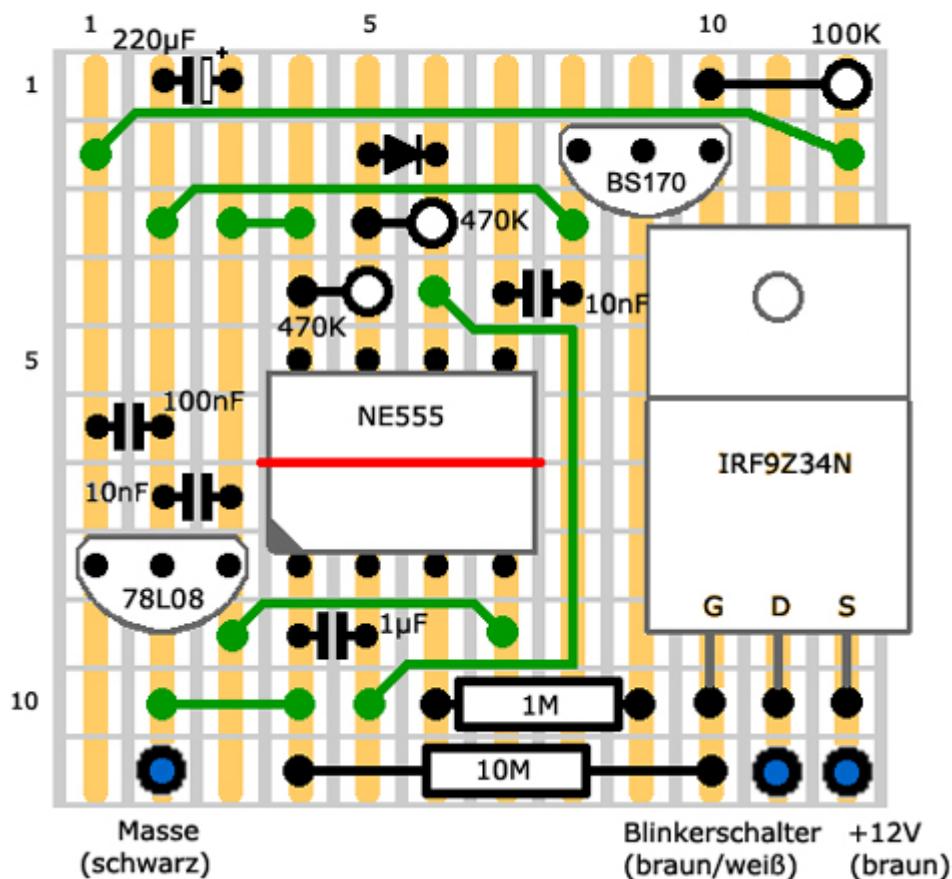 1 5 10
220µF + 100K
1
BS170
470K
470K 10nF
5
100nF NE555
IRF9Z34N
10nF
78L08 G D S
1µF
10 1M
10M
Masse Blinkerschalter +12V
(schwarz) (braun/weiß) (braun)